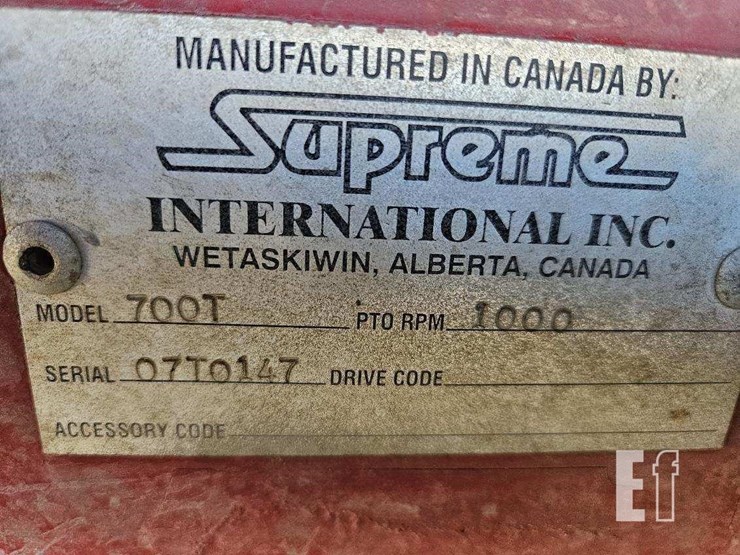 MANUFACTURED IN CANADA BY:
Supreme
INTERNATIONAL INC.
WETASKIWIN, ALBERTA, CANADA
MODEL 700T PTO RPM 1000
SERIAL 07T0147 DRIVE CODE
ACCESSORY CODE
Ef